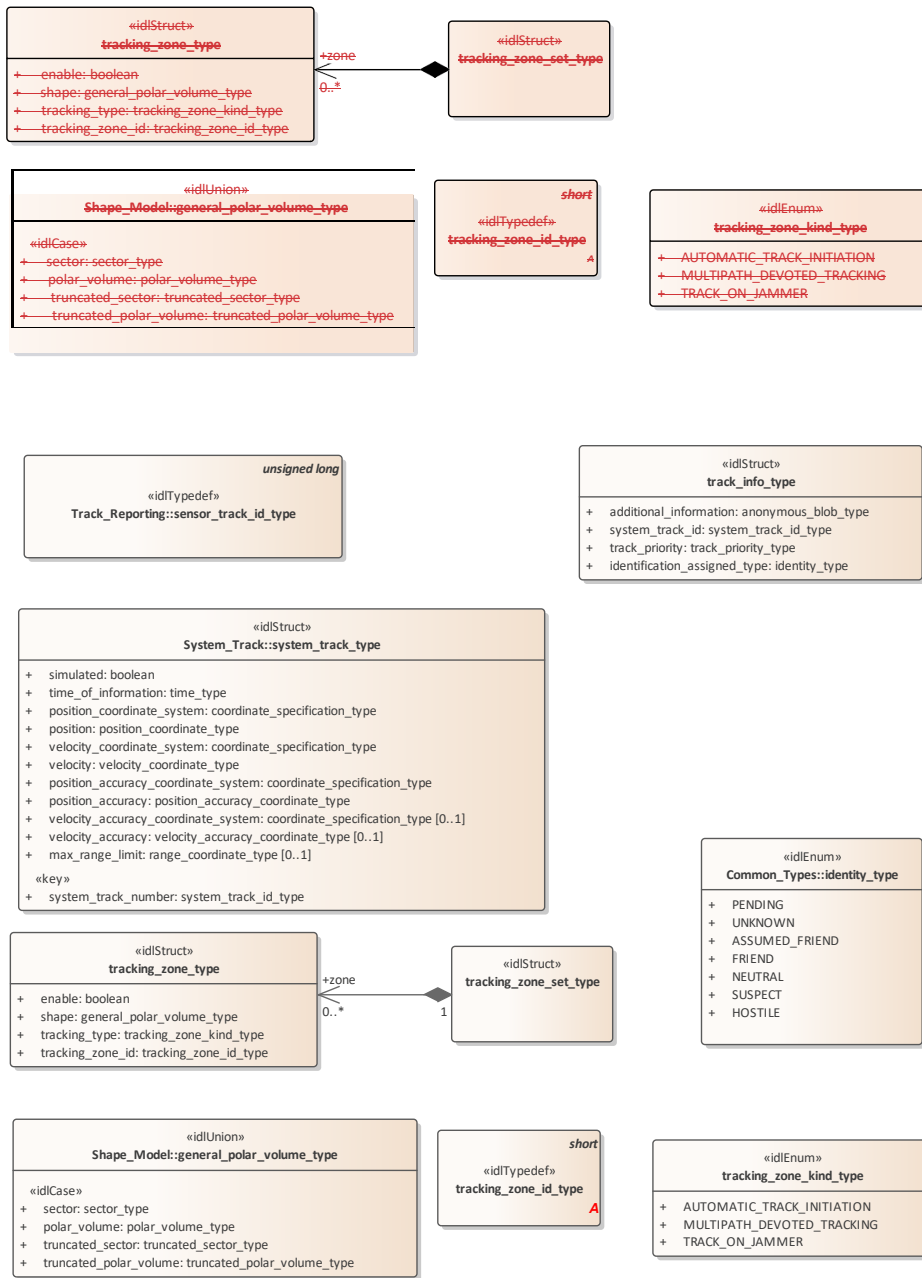 «idlStruct»
tracking_zone_type
+ enable: boolean
+ shape: general_polar_volume_type
+ tracking_type: tracking_zone_kind_type
+ tracking_zone_id: tracking_zone_id_type
+zone
0..*
«idlStruct»
tracking_zone_set_type
«idlUnion»
Shape_Model::general_polar_volume_type
«idlCase»
+ sector: sector_type
+ polar_volume: polar_volume_type
+ truncated_sector: truncated_sector_type
+ truncated_polar_volume: truncated_polar_volume_type
short
«idlTypedef»
tracking_zone_id_type
A
«idlEnum»
tracking_zone_kind_type
+ AUTOMATIC_TRACK_INITIATION
+ MULTIPATH_DEVOTED_TRACKING
+ TRACK_ON_JAMMER
unsigned long
«idlTypedef»
Track_Reporting::sensor_track_id_type
«idlStruct»
track_info_type
+ additional_information: anonymous_blob_type
+ system_track_id: system_track_id_type
+ track_priority: track_priority_type
+ identification_assigned_type: identity_type
«idlStruct»
System_Track::system_track_type
+ simulated: boolean
+ time_of_information: time_type
+ position_coordinate_system: coordinate_specification_type
+ position: position_coordinate_type
+ velocity_coordinate_system: coordinate_specification_type
+ velocity: velocity_coordinate_type
+ position_accuracy_coordinate_system: coordinate_specification_type
+ position_accuracy: position_accuracy_coordinate_type
+ velocity_accuracy_coordinate_system: coordinate_specification_type [0..1]
+ velocity_accuracy: velocity_accuracy_coordinate_type [0..1]
+ max_range_limit: range_coordinate_type [0..1]
«key»
+ system_track_number: system_track_id_type
«idlEnum»
Common_Types::identity_type
+ PENDING
+ UNKNOWN
+ ASSUMED_FRIEND
+ FRIEND
+ NEUTRAL
+ SUSPECT
+ HOSTILE
«idlStruct»
tracking_zone_type
+ enable: boolean
+ shape: general_polar_volume_type
+ tracking_type: tracking_zone_kind_type
+ tracking_zone_id: tracking_zone_id_type
+zone
0..*
1
«idlStruct»
tracking_zone_set_type
«idlUnion»
Shape_Model::general_polar_volume_type
«idlCase»
+ sector: sector_type
+ polar_volume: polar_volume_type
+ truncated_sector: truncated_sector_type
+ truncated_polar_volume: truncated_polar_volume_type
short
«idlTypedef»
tracking_zone_id_type
A
«idlEnum»
tracking_zone_kind_type
+ AUTOMATIC_TRACK_INITIATION
+ MULTIPATH_DEVOTED_TRACKING
+ TRACK_ON_JAMMER